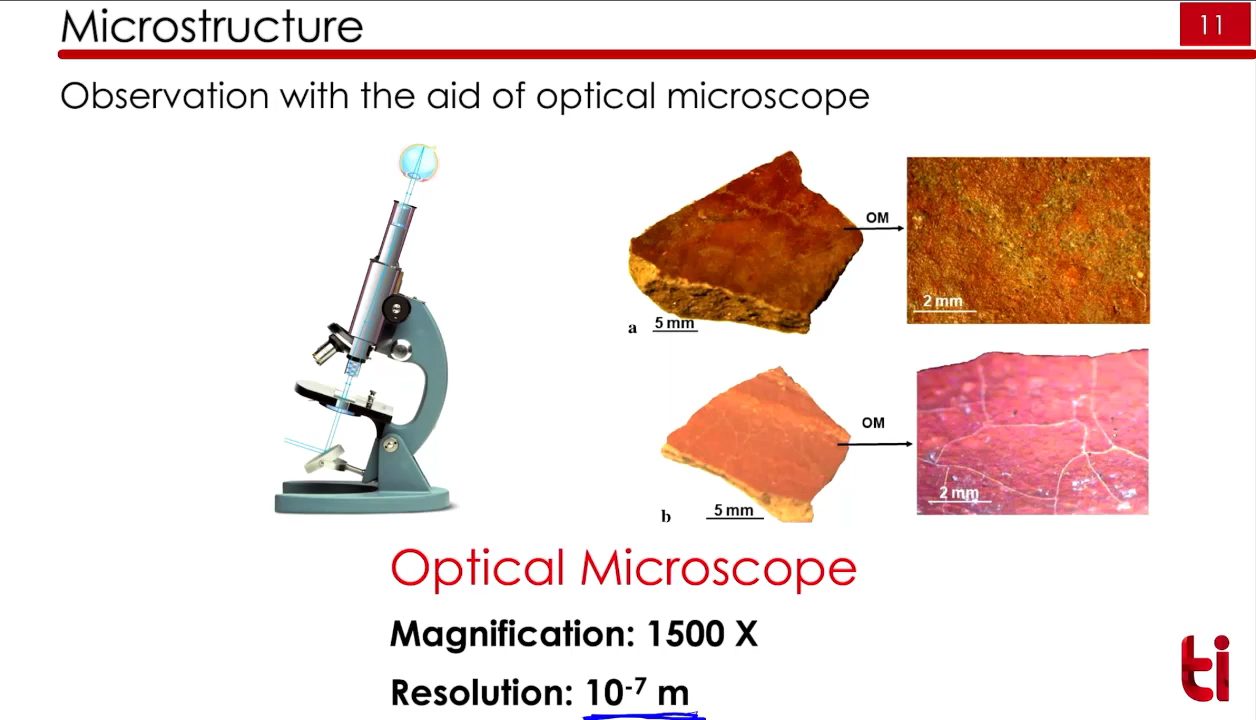 Microstructure
11
Observation with the aid of optical microscope
OM
2 mm
a
5 mm
OM
2 mm
b
5 mm
Optical Microscope
Magnification: 1500 X
Resolution: 10⁻⁷ m
ti